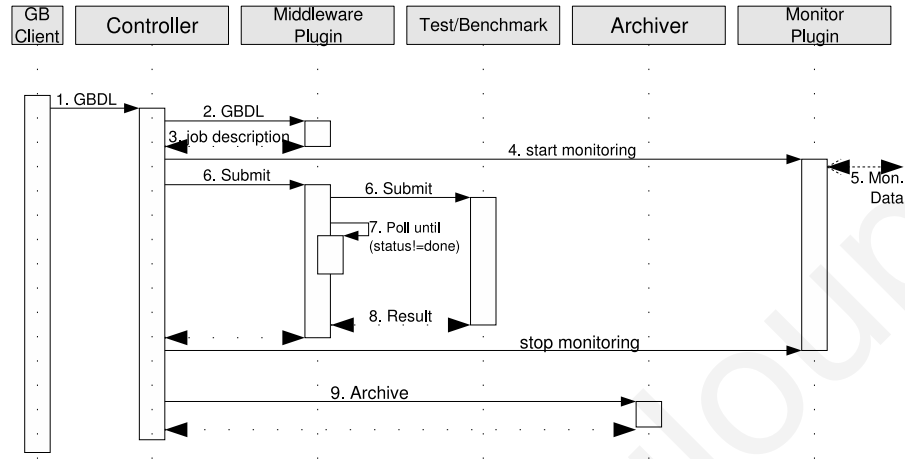 GB
Client
Controller
Middleware
Plugin
Test/Benchmark
Archiver
Monitor
Plugin
1. GBDL
2. GBDL
3. job description
4. start monitoring
5. Mon.
Data
6. Submit
6. Submit
7. Poll until
(status!=done)
8. Result
stop monitoring
9. Archive